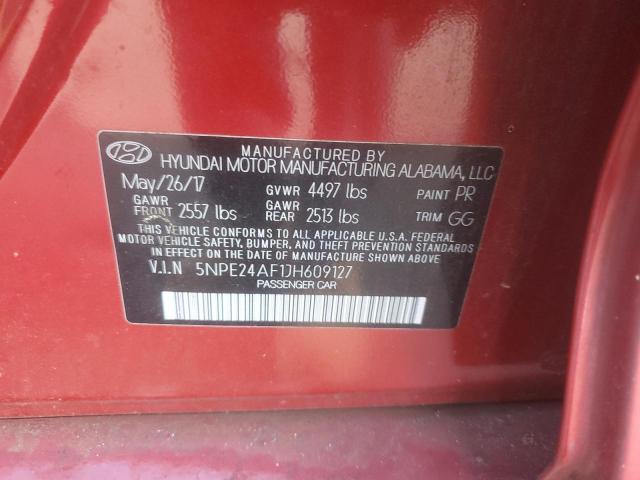 MANUFACTURED BY
HYUNDAI MOTOR MANUFACTURING ALABAMA, LLC
May/26/17 GVWR 4497 lbs PAINT PR
GAWR FRONT 2557 lbs GAWR REAR 2513 lbs TRIM GG
THIS VEHICLE CONFORMS TO ALL APPLICABLE U.S.A. FEDERAL
MOTOR VEHICLE SAFETY, BUMPER, AND THEFT PREVENTION STANDARDS
IN EFFECT ON THE DATE OF MANUFACTURE SHOWN ABOVE.
V.I.N 5NPE24AF1JH609127
PASSENGER CAR